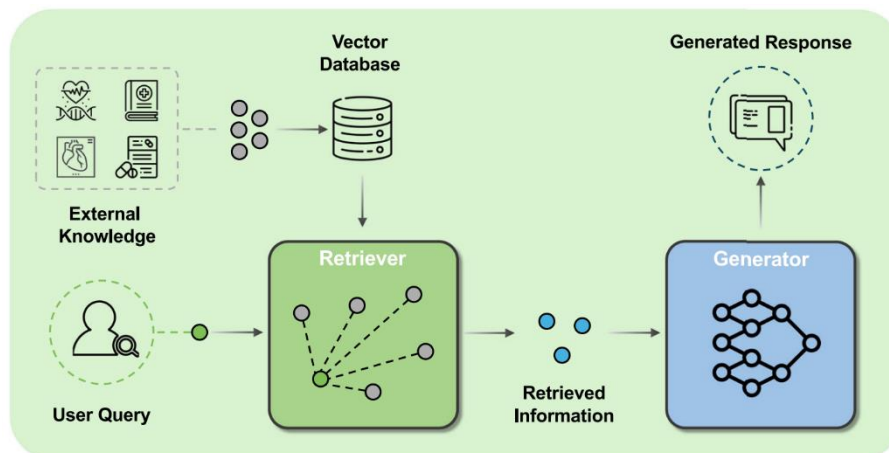 Vector
Database
Generated Response
External
Knowledge
Retriever
Generator
User Query
Retrieved
Information